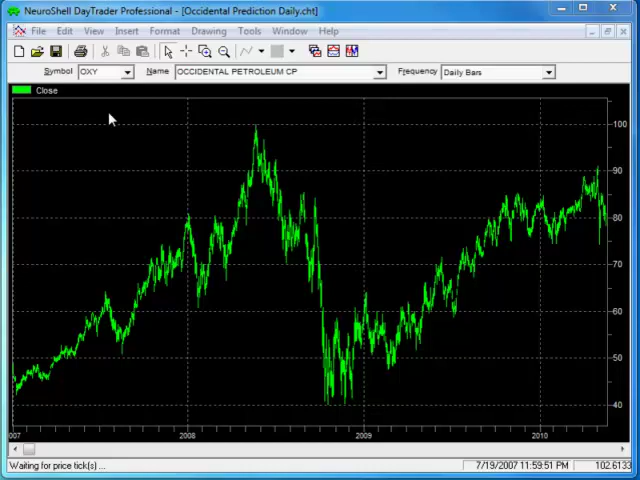 NeuroShell DayTrader Professional - [Occidental Prediction Daily.cht]
File Edit View Insert Format Drawing Tools Window Help
Symbol OXY Name OCCIDENTAL PETROLEUM CP Frequency Daily Bars
Close
100
90
80
70
60
50
40
007 2008 2009 2010
Waiting for price tick(s) ... 7/19/2007 11:59:51 PM 102.6133